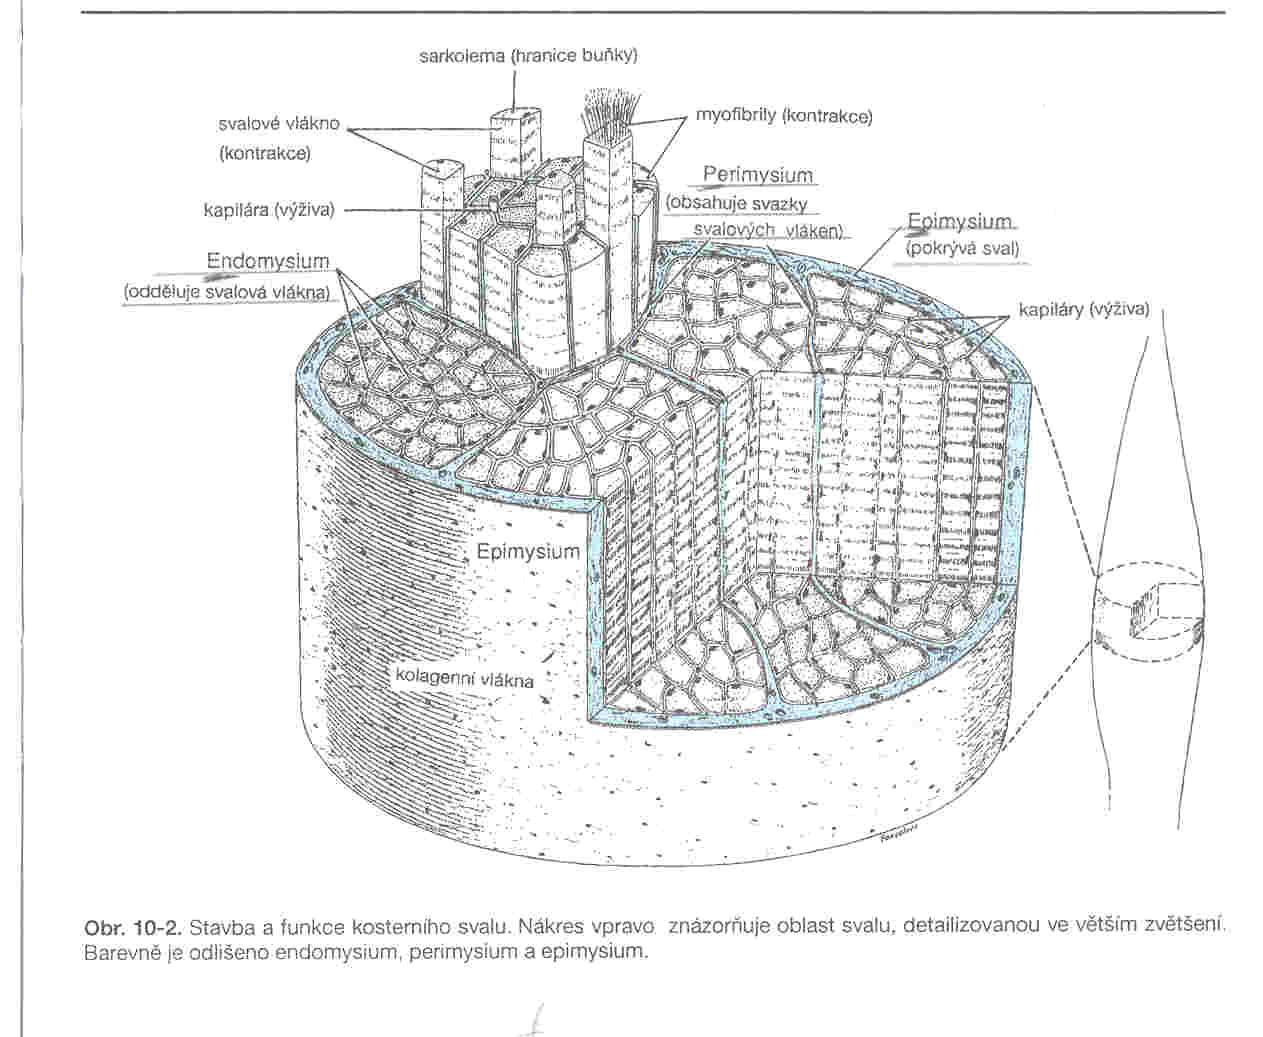 sarkolema (hranice buňky)
svalové vlákno
(kontrakce)
myofibrily (kontrakce)
kapilára (výživa)
Perimysium
(obsahuje svazky
svalových vláken)
Epimysium
(pokrývá sval)
Endomysium
(odděluje svalová vlákna)
kapiláry (výživa)
Epimysium
kolagenní vlákna
Obr. 10-2. Stavba a funkce kosterního svalu. Nákres vpravo znázorňuje oblast svalu, detailizovanou ve větším zvětšení.
Barevně je odlišeno endomysium, perimysium a epimysium.